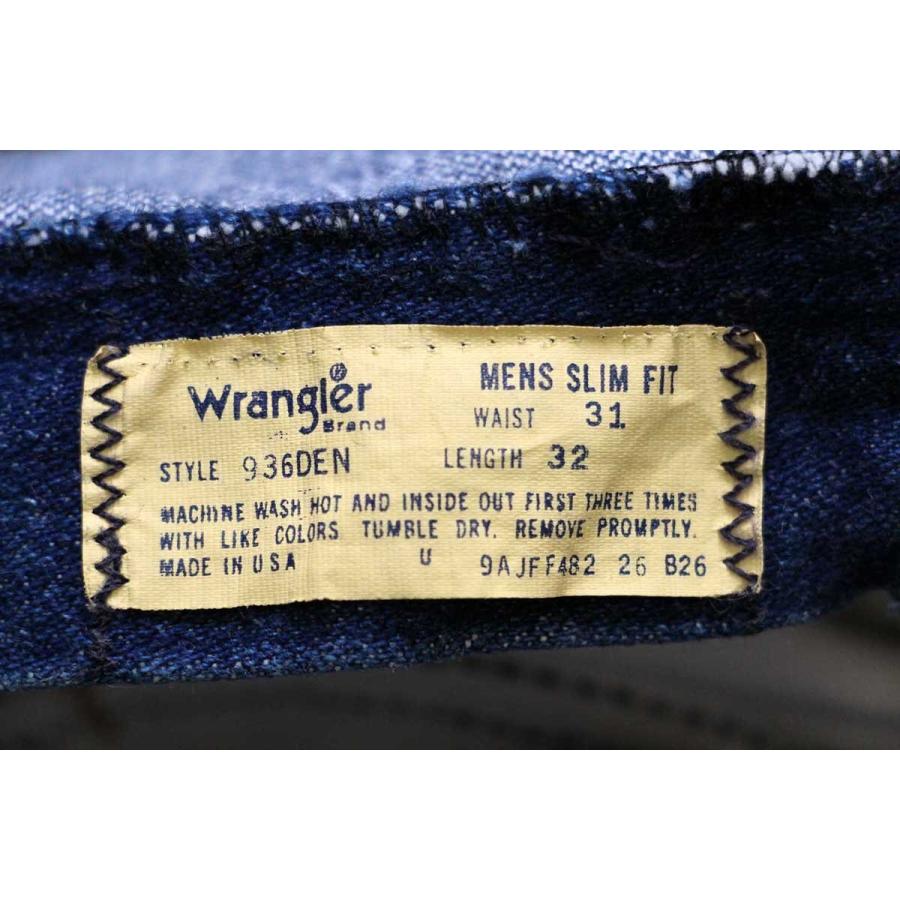 Wrangler® MENS SLIM FIT
Brand WAIST 31
STYLE 936DEN LENGTH 32
MACHINE WASH HOT AND INSIDE OUT FIRST THREE TIMES
WITH LIKE COLORS TUMBLE DRY. REMOVE PROMPTLY.
MADE IN USA U 9AJFF482 26 B26